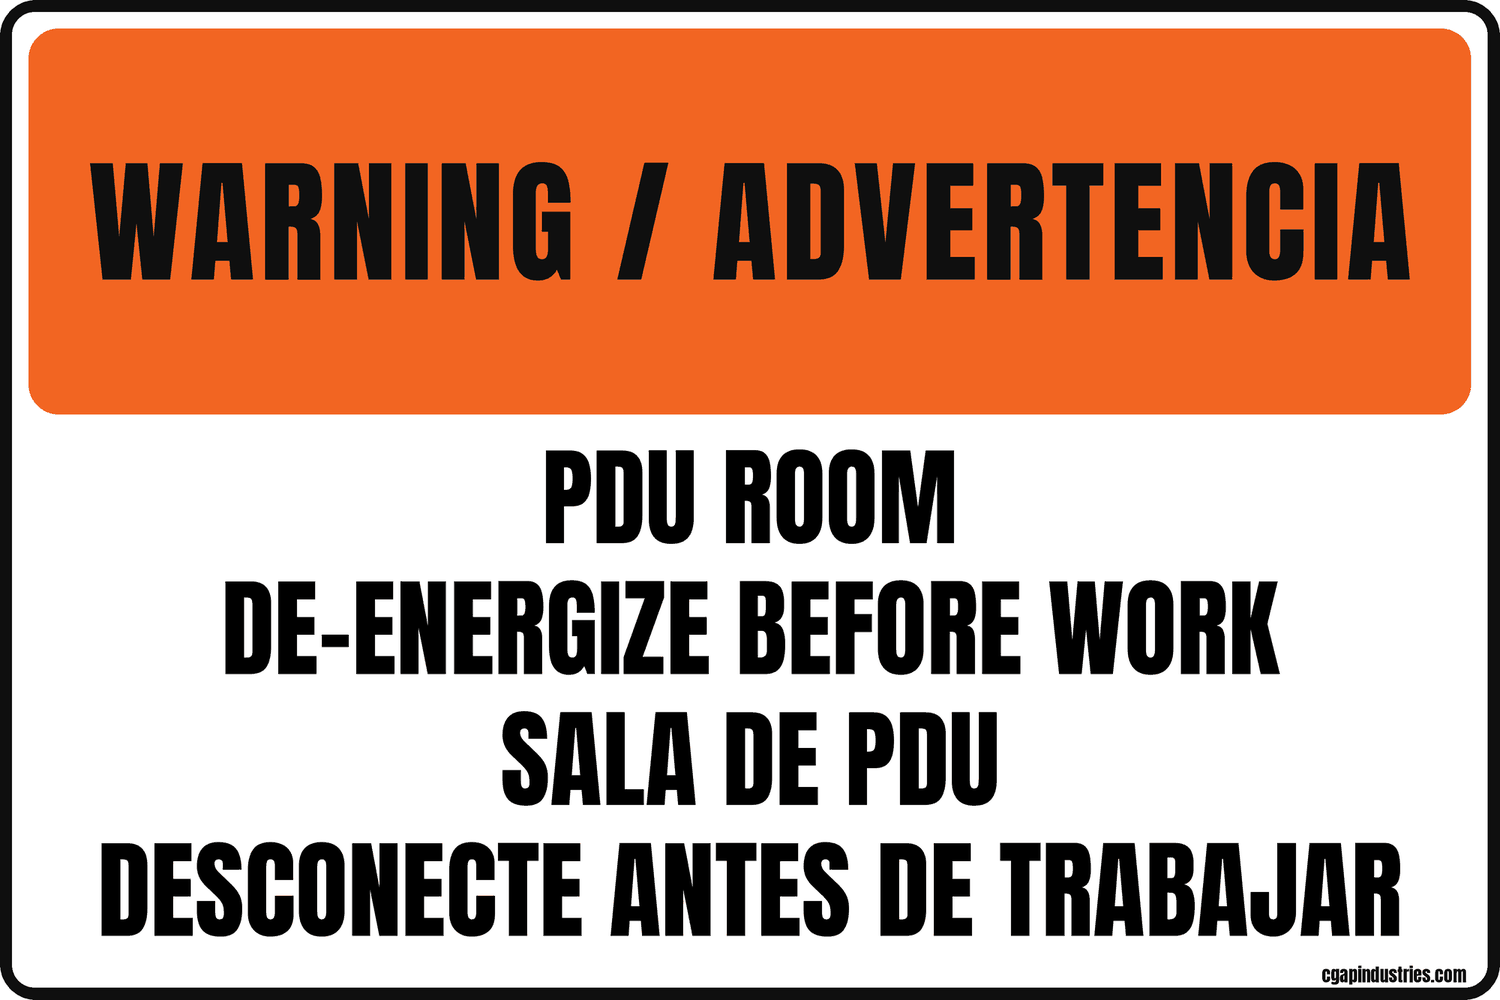 WARNING / ADVERTENCIA
PDU ROOM
DE-ENERGIZE BEFORE WORK
SALA DE PDU
DESCONECTE ANTES DE TRABAJAR
cgapindustries.com